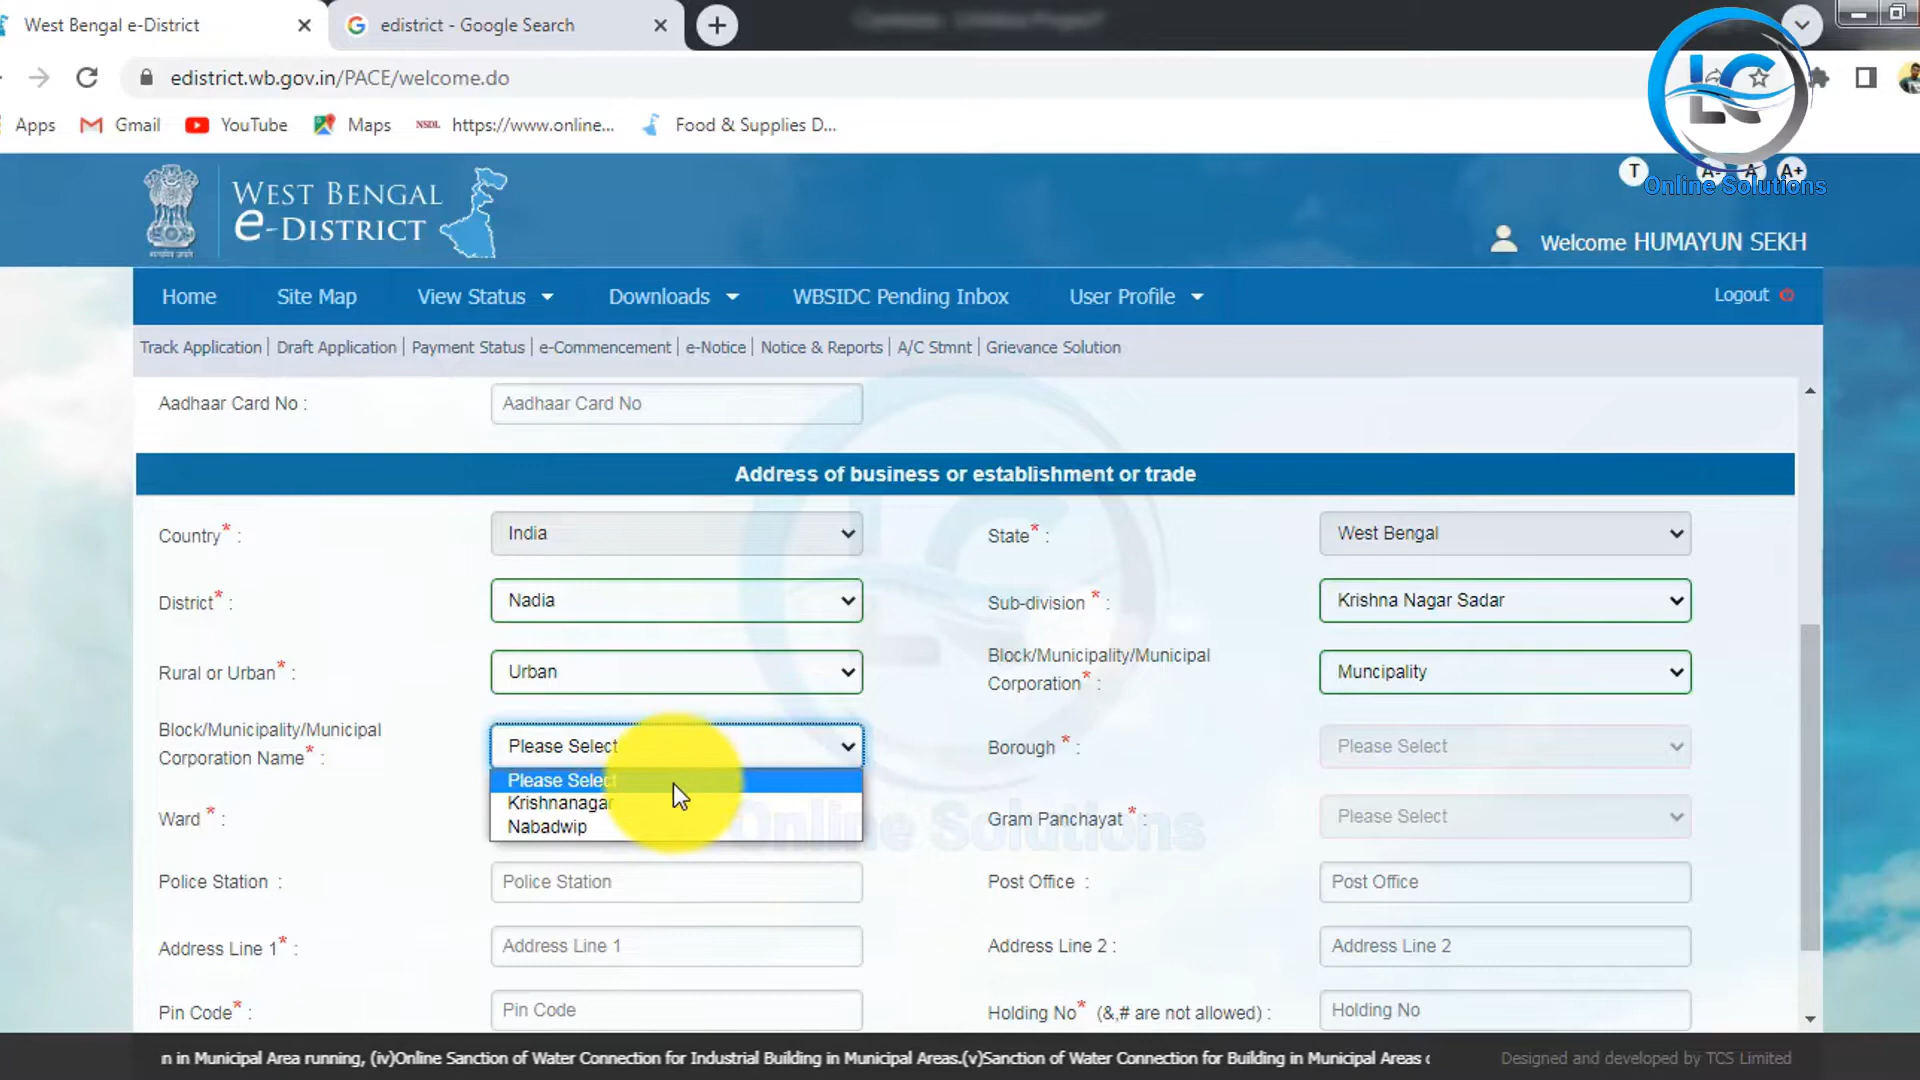 West Bengal e-District
edistrict - Google Search
edistrict.wb.gov.in/PACE/welcome.do
Apps
Gmail
YouTube
Maps
NSDL https://www.online...
Food & Supplies D...
LC
Online Solutions
T A- A A+
WEST BENGAL
e-DISTRICT
Welcome HUMAYUN SEKH
Home
Site Map
View Status
Downloads
WBSIDC Pending Inbox
User Profile
Logout
Track Application | Draft Application | Payment Status | e-Commencement | e-Notice | Notice & Reports | A/C Stmnt | Grievance Solution
Aadhaar Card No :
Aadhaar Card No
Address of business or establishment or trade
Country* :
India
State* :
West Bengal
District* :
Nadia
Sub-division * :
Krishna Nagar Sadar
Rural or Urban* :
Urban
Block/Municipality/Municipal
Corporation* :
Muncipality
Block/Municipality/Municipal
Corporation Name* :
Please Select
Please Select
Krishnanagar
Nabadwip
Borough * :
Please Select
Ward * :
Gram Panchayat * :
Please Select
Online Solutions
Police Station :
Police Station
Post Office :
Post Office
Address Line 1* :
Address Line 1
Address Line 2 :
Address Line 2
Pin Code* :
Pin Code
Holding No* (&,# are not allowed) :
Holding No
n in Municipal Area running, (iv)Online Sanction of Water Connection for Industrial Building in Municipal Areas.(v)Sanction of Water Connection for Building in Municipal Areas
Designed and developed by TCS Limited